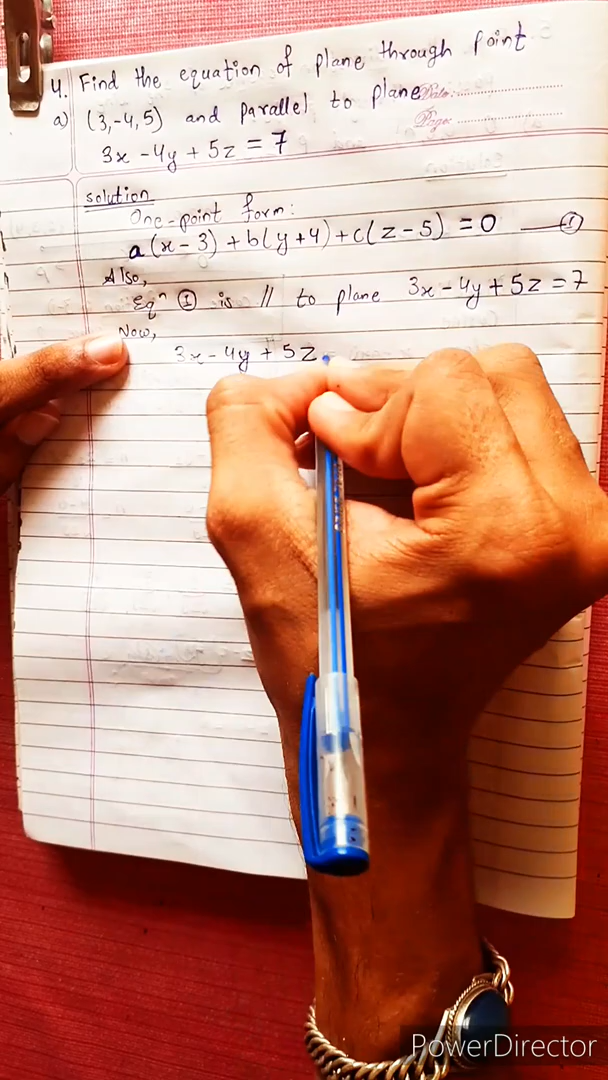 4. Find the equation of plane through point
a) (3,-4,5) and parallel to plane
Date:
Page:
3x - 4y + 5z = 7
solution
One-point form:
a(x-3) + b(y+4) + c(z-5) = 0 — ①
Also,
Eqⁿ ① is // to plane 3x - 4y + 5z = 7
Now,
3x - 4y + 5z
PowerDirector